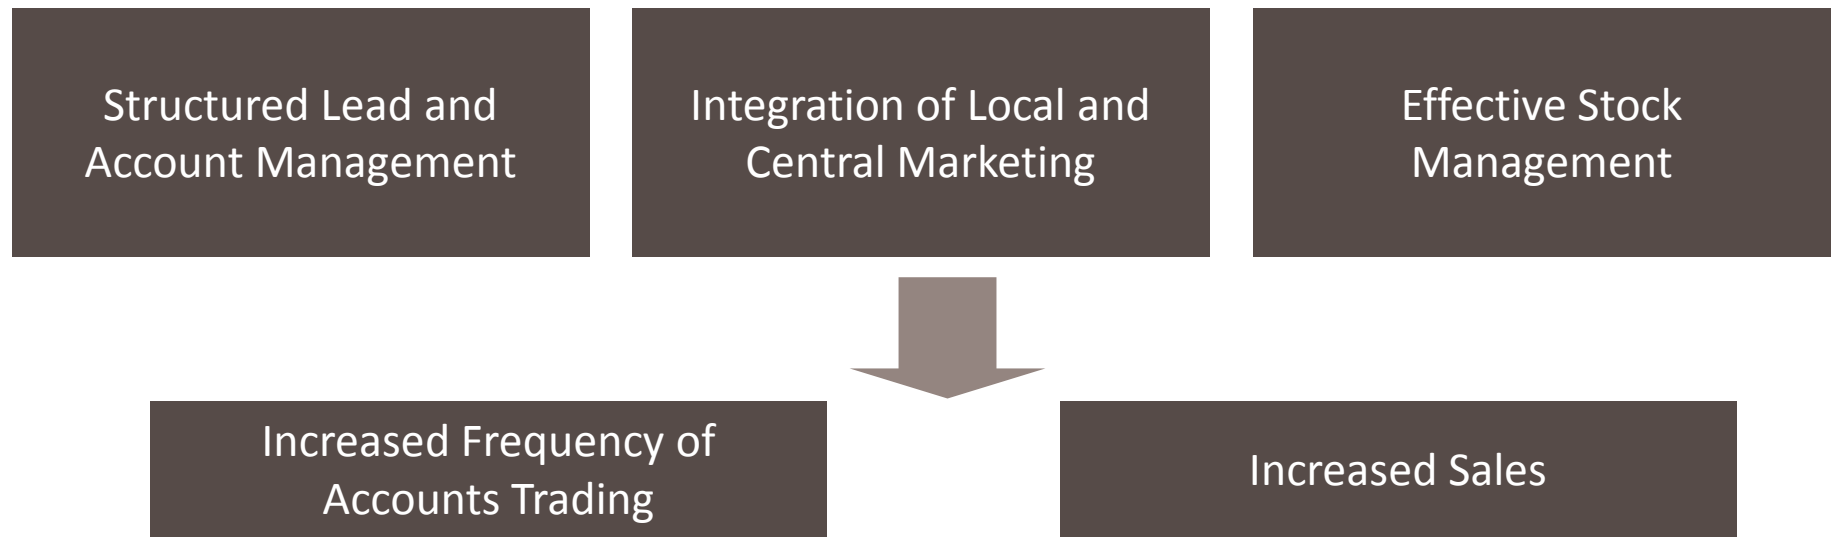 Structured Lead and
Account Management
Integration of Local and
Central Marketing
Effective Stock
Management
Increased Frequency of
Accounts Trading
Increased Sales